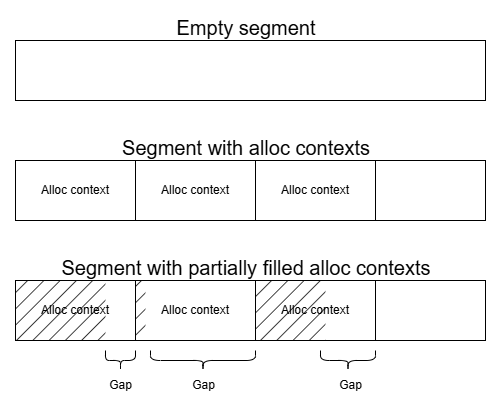 Empty segment
Segment with alloc contexts
Alloc context Alloc context Alloc context
Segment with partially filled alloc contexts
Alloc context Alloc context Alloc context
Gap Gap Gap